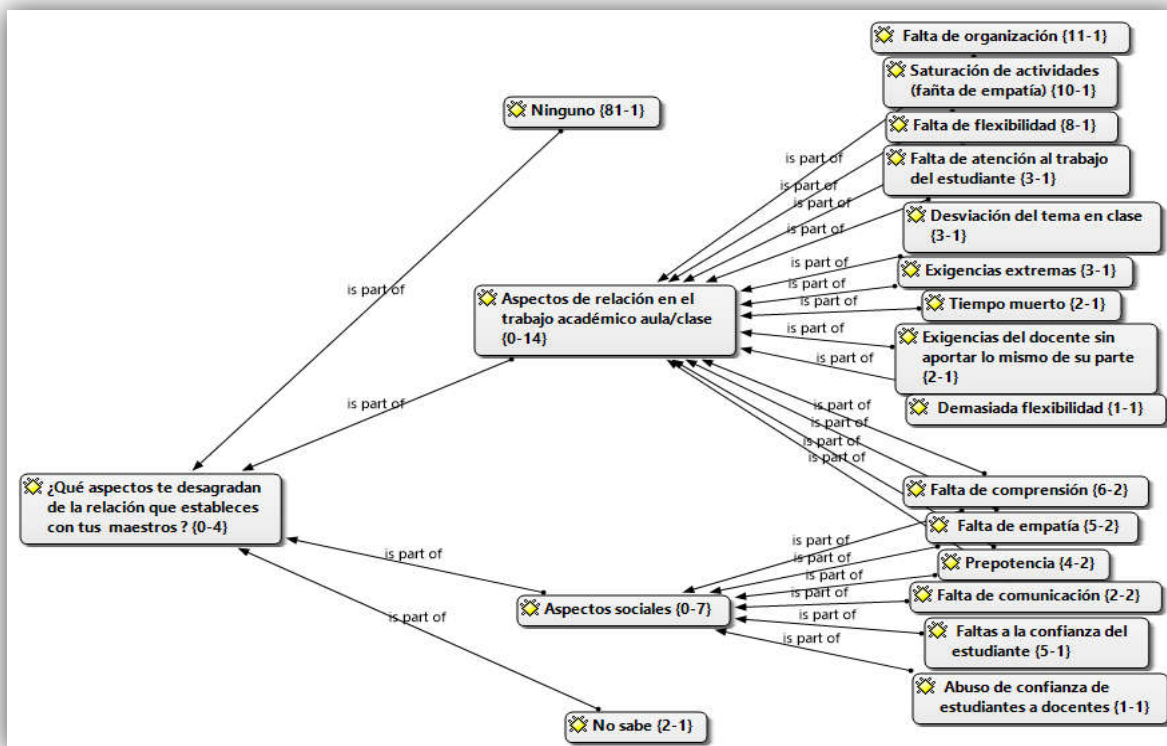 Falta de organización {11-1}
Saturación de actividades
(fañta de empatía) {10-1}
Ninguno {81-1}
Falta de flexibilidad {8-1}
Falta de atención al trabajo
del estudiante {3-1}
is part of
is part of
is part of
is part of
Desviación del tema en clase
{3-1}
is part of
is part of
Exigencias extremas {3-1}
is part of
Aspectos de relación en el
trabajo académico aula/clase
{0-14}
Tiempo muerto {2-1}
is part of
Exigencias del docente sin
aportar lo mismo de su parte
{2-1}
is part of
is part of
Demasiada flexibilidad {1-1}
is part of
is part of
is part of
is part of
¿Qué aspectos te desagradan
de la relación que estableces
con tus maestros ? {0-4}
Falta de comprensión {6-2}
Falta de empatía {5-2}
is part of
is part of
is part of
Prepotencia {4-2}
is part of
is part of
Falta de comunicación {2-2}
Aspectos sociales {0-7}
is part of
is part of
Faltas a la confianza del
estudiante {5-1}
is part of
Abuso de confianza de
estudiantes a docentes {1-1}
No sabe {2-1}